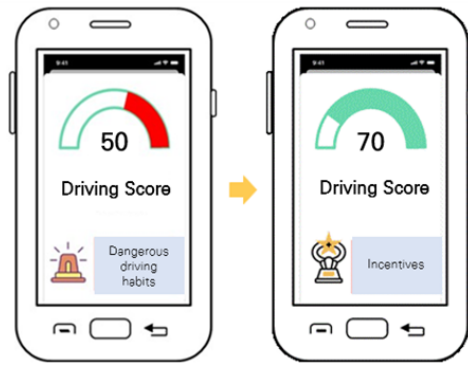 9:41
50
Driving Score
Dangerous
driving
habits
9:41
70
Driving Score
Incentives